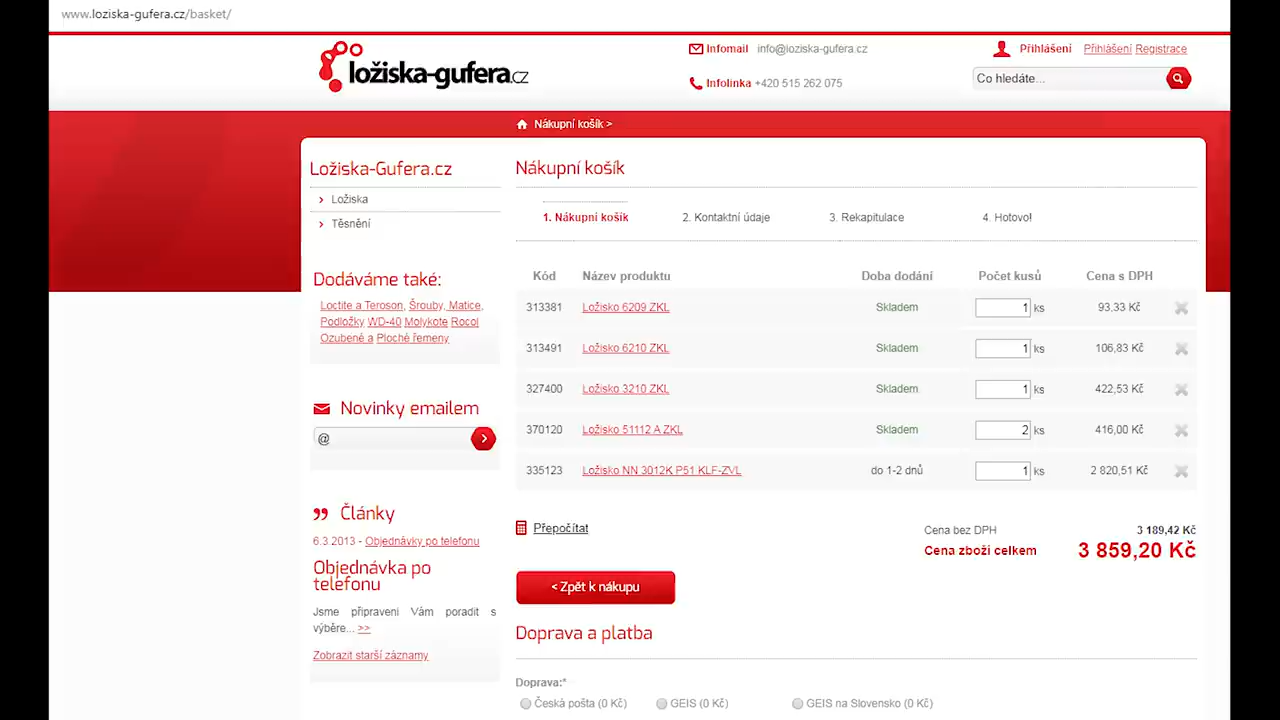 www.loziska-gufera.cz/basket/
ložiska-gufera.cz
Infomail info@loziska-gufera.cz
Infolinka +420 515 262 075
Přihlášení Přihlášení Registrace
Co hledáte...
Nákupní košík >
Ložiska-Gufera.cz
Ložiska
Těsnění
Dodáváme také:
Loctite a Teroson, Šrouby, Matice,
Podložky WD-40 Molykote Rocol
Ozubené a Ploché řemeny
Novinky emailem
@
Články
6.3.2013 - Objednávky po telefonu
Objednávka po
telefonu
Jsme připraveni Vám poradit s
výběre... >>
Zobrazit starší záznamy
Nákupní košík
1. Nákupní košík 2. Kontaktní údaje 3. Rekapitulace 4. Hotovo!
Kód Název produktu Doba dodání Počet kusů Cena s DPH
313381 Ložisko 6209 ZKL Skladem 1 ks 93,33 Kč
313491 Ložisko 6210 ZKL Skladem 1 ks 106,83 Kč
327400 Ložisko 3210 ZKL Skladem 1 ks 422,53 Kč
370120 Ložisko 51112 A ZKL Skladem 2 ks 416,00 Kč
335123 Ložisko NN 3012K P51 KLF-ZVL do 1-2 dnů 1 ks 2 820,51 Kč
Přepočítat
Cena bez DPH 3 189,42 Kč
Cena zboží celkem 3 859,20 Kč
< Zpět k nákupu
Doprava a platba
Doprava:*
Česká pošta (0 Kč) GEIS (0 Kč) GEIS na Slovensko (0 Kč)